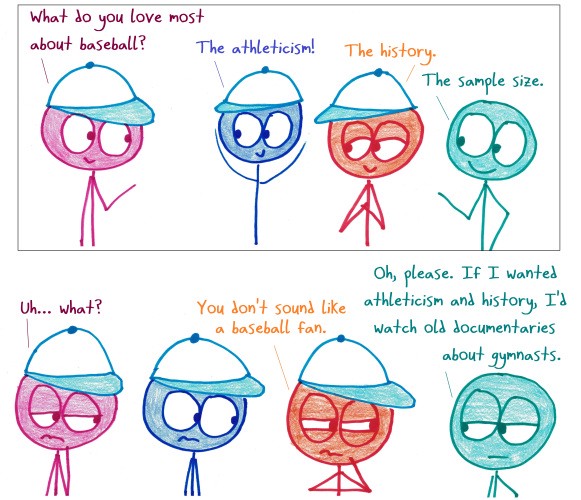 What do you love most
about baseball?
The athleticism!
The history.
The sample size.
Uh... what?
You don't sound like
a baseball fan.
Oh, please. If I wanted
athleticism and history, I'd
watch old documentaries
about gymnasts.